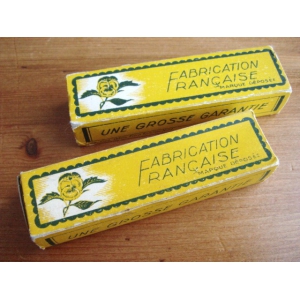 FABRICATION
FRANÇAISE
MARQUE DÉPOSÉE
UNE GROSSE GARANTIE
FABRICATION
FRANÇAISE
MARQUE DÉPOSÉE
UNE GROSSE GARANTIE